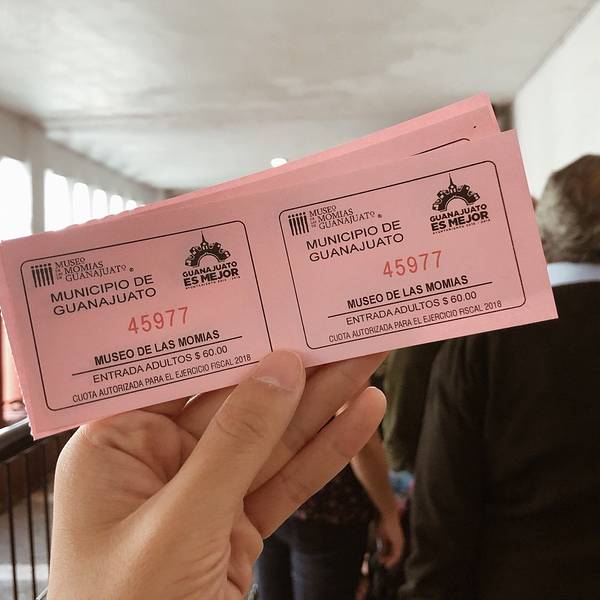 MUSEO
DE LAS
MOMIAS
DE
GUANAJUATO®
GUANAJUATO
ES MEJOR
MUNICIPIO DE
GUANAJUATO
45977
MUSEO DE LAS MOMIAS
ENTRADA ADULTOS $ 60.00
CUOTA AUTORIZADA PARA EL EJERCICIO FISCAL 2018
MUSEO
DE LAS
MOMIAS
DE
GUANAJUATO®
GUANAJUATO
ES MEJOR
MUNICIPIO DE
GUANAJUATO
45977
MUSEO DE LAS MOMIAS
ENTRADA ADULTOS $ 60.00
CUOTA AUTORIZADA PARA EL EJERCICIO FISCAL 2018